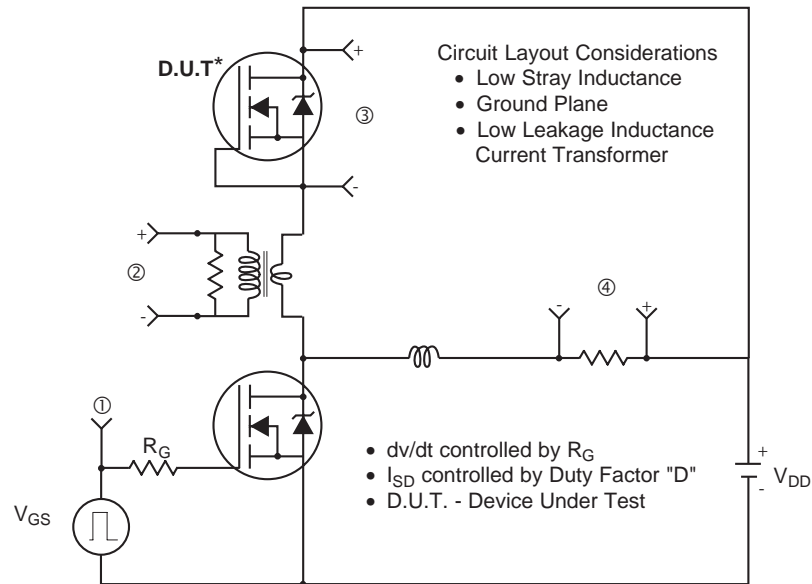 D.U.T*
+
③
-
Circuit Layout Considerations
• Low Stray Inductance
• Ground Plane
• Low Leakage Inductance
Current Transformer
+
②
-
④
- +
①
R_G
V_GS
• dv/dt controlled by R_G
• I_SD controlled by Duty Factor "D"
• D.U.T. - Device Under Test
+
-
V_DD